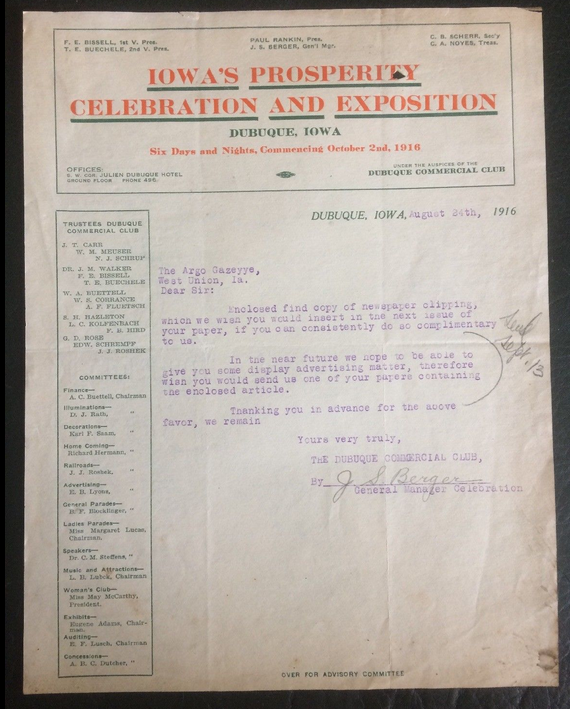 F. E. BISSELL, 1st V. Pres.
T. E. BUECHELE, 2nd V. Pres.
PAUL RANKIN, Pres.
J. S. BERGER, Gen'l Mgr.
C. B. SCHERR, Sec'y
C. A. NOYES, Treas.
IOWA'S PROSPERITY
CELEBRATION AND EXPOSITION
DUBUQUE, IOWA
Six Days and Nights, Commencing October 2nd, 1916
OFFICES:
S. W. COR. JULIEN DUBUQUE HOTEL
GROUND FLOOR PHONE 495.
UNDER THE AUSPICES OF THE
DUBUQUE COMMERCIAL CLUB
DUBUQUE, IOWA, August 24th, 1916
TRUSTEES DUBUQUE
COMMERCIAL CLUB
J. T. CARR
W. M. MEUSER
N. J. SCHRUP
DR. J. M. WALKER
F. E. BISSELL
T. E. BUECHELE
W. A. BUETTELL
W. S. CORRANCE
A. F. FLUETSCH
S. H. HARLSTON
L. C. KOLFENBACH
F. B. HIRD
G. D. ROSE
EDW. SCHREMPF
J. J. ROSHEK
COMMITTEES:
Finance—
A. C. Buettell, Chairman
Illuminations—
D. J. Rath, "
Decorations—
Karl F. Saam, "
Home Coming—
Richard Hermann, "
Railroads—
J. J. Roshek, "
Advertising—
E. B. Lyons, "
General Parades—
B. F. Blocklinger, "
Ladies Parades—
Miss Margaret Lucas,
Chairman.
Speakers—
Dr. C. M. Steffens, "
Music and Attractions—
L. B. Lubck, Chairman
Woman's Club—
Miss May McCarthy,
President.
Exhibits—
Eugene Adams, Chair-
man.
Auditing—
E. F. Lusch, Chairman
Concessions—
A. B. C. Dutcher, "
The Argo Gazeyye,
West Union, Ia.
Dear Sir:
Enclosed find copy of newspaper clipping,
which we wish you would insert in the next issue of
your paper, if you can consistently do so complimentary
to us.
In the near future we hope to be able to
give you some display advertising matter, therefore
wish you would send us one of your papers containing
the enclosed article.
Thanking you in advance for the above
favor, we remain
Yours very truly,
THE DUBUQUE COMMERCIAL CLUB,
By J. S. Berger
General Manager Celebration
Sept. 13
OVER FOR ADVISORY COMMITTEE